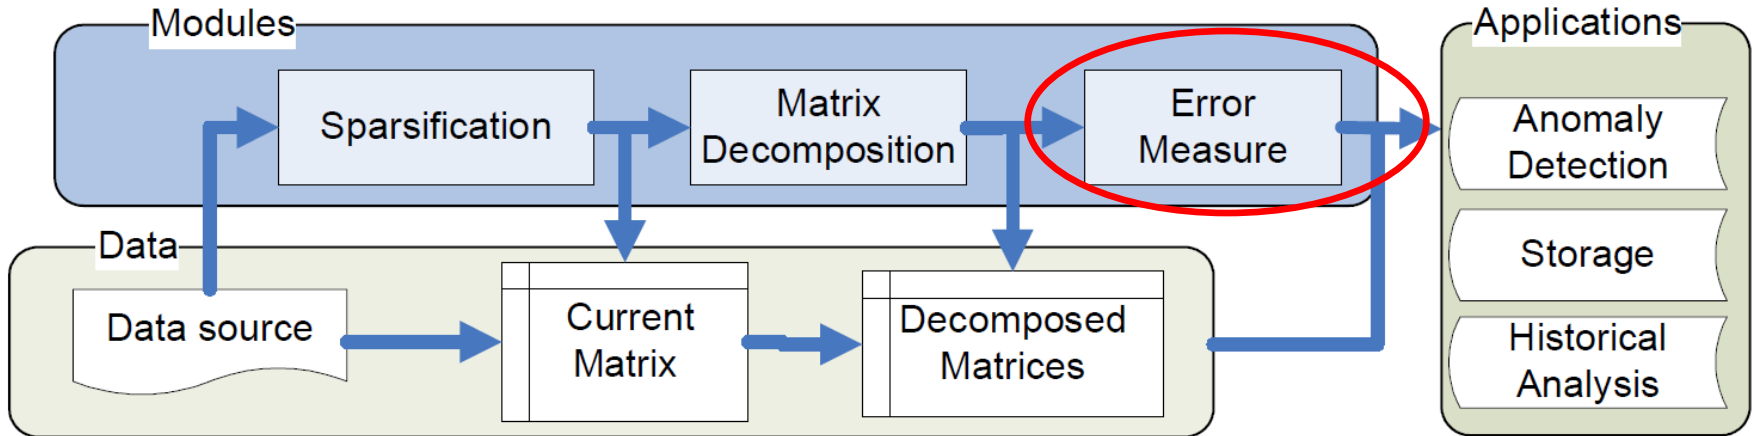 Modules
Sparsification
Matrix
Decomposition
Error
Measure
Data
Data source
Current
Matrix
Decomposed
Matrices
Applications
Anomaly
Detection
Storage
Historical
Analysis